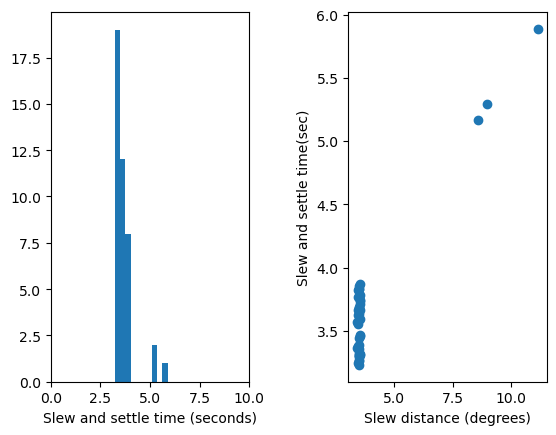 17.5
15.0
12.5
10.0
7.5
5.0
2.5
0.0
0.0 2.5 5.0 7.5 10.0
Slew and settle time (seconds)
Slew and settle time(sec)
6.0
5.5
5.0
4.5
4.0
3.5
5.0 7.5 10.0
Slew distance (degrees)